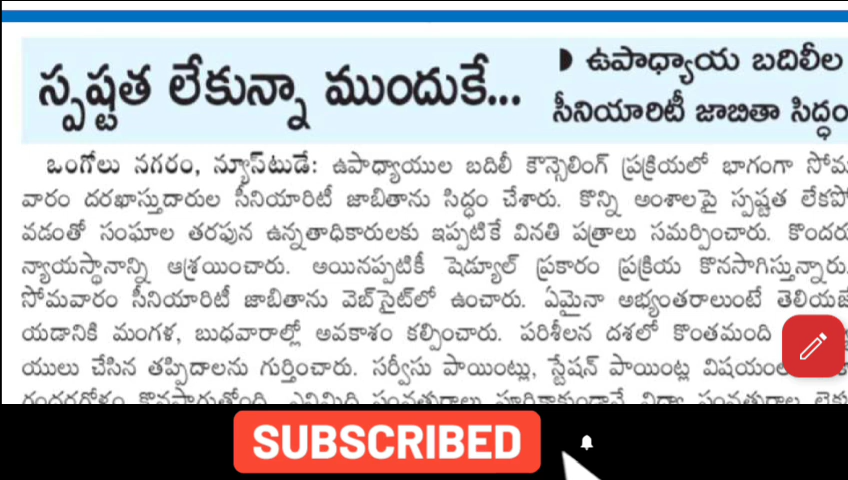 స్పష్టత లేకున్నా ముందుకే...
ఉపాధ్యాయ బదిలీల
సీనియారిటీ జాబితా సిద్ధం
ఒంగోలు నగరం, న్యూస్‌టుడే: ఉపాధ్యాయుల బదిలీ కౌన్సెలింగ్ ప్రక్రియలో భాగంగా సోమ
వారం దరఖాస్తుదారుల సీనియారిటీ జాబితాను సిద్ధం చేశారు. కొన్ని అంశాలపై స్పష్టత లేకపో
వడంతో సంఘాల తరఫున ఉన్నతాధికారులకు ఇప్పటికే వినతి పత్రాలు సమర్పించారు. కొందరు
న్యాయస్థానాన్ని ఆశ్రయించారు. అయినప్పటికీ షెడ్యూల్ ప్రకారం ప్రక్రియ కొనసాగిస్తున్నారు.
సోమవారం సీనియారిటీ జాబితాను వెబ్‌సైట్‌లో ఉంచారు. ఏమైనా అభ్యంతరాలుంటే తెలియజే
యడానికి మంగళ, బుధవారాల్లో అవకాశం కల్పించారు. పరిశీలన దశలో కొంతమంది
యులు చేసిన తప్పిదాలను గుర్తించారు. సర్వీసు పాయింట్లు, స్టేషన్ పాయింట్ల
SUBSCRIBED